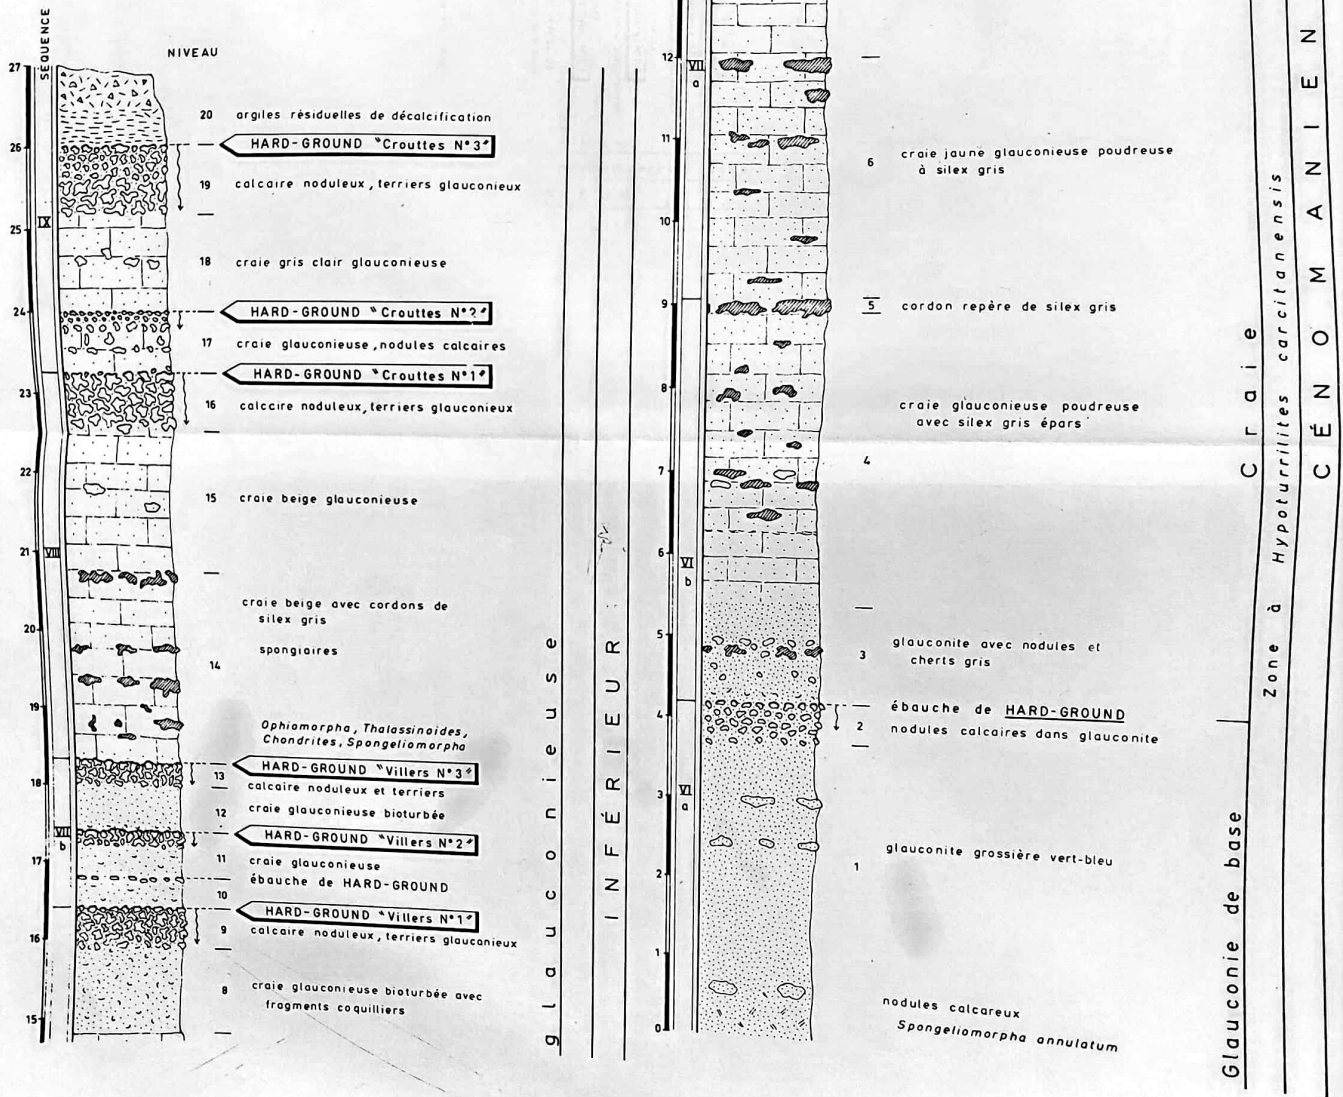 SÉQUENCE
NIVEAU
27
20 argiles résiduelles de décalcification
HARD-GROUND "Crouttes N°3"
26
19 calcaire noduleux, terriers glauconieux
IX
25
18 craie gris clair glauconieuse
24
HARD-GROUND "Crouttes N°2"
17 craie glauconieuse, nodules calcaires
HARD-GROUND "Crouttes N°1"
23
16 calccire noduleux, terriers glauconieux
22
15 craie beige glauconieuse
21
VIII
craie beige avec cordons de
silex gris
20
spongiaires
14
19
Ophiomorpha, Thalassinoides,
Chondrites, Spongeliomorpha
HARD-GROUND "Villers N°3"
18
13
calcaire noduleux et terriers
12 craie glauconieuse bioturbée
VII
b
HARD-GROUND "Villers N°2"
17
11 craie glauconieuse
ébauche de HARD-GROUND
10
HARD-GROUND "Villers N°1"
16
9 calcaire noduleux, terriers glauconieux
8 craie glauconieuse bioturbée avec
fragments coquilliers
15
glauconieuse
INFÉRIEUR
12
VII
a
11
6 craie jaune glauconieuse poudreuse
à silex gris
10
9
5 cordon repère de silex gris
8
craie glauconieuse poudreuse
avec silex gris épars
4
7
6
VI
b
5
3 glauconite avec nodules et
cherts gris
4
ébauche de HARD-GROUND
2 nodules calcaires dans glauconite
3
VI
a
2
1 glauconite grossière vert-bleu
1
nodules calcareux
Spongeliomorpha annulatum
0
Craie
Glauconie de base
Zone à Hypoturrilites carcitanensis
CÉNOMANIEN